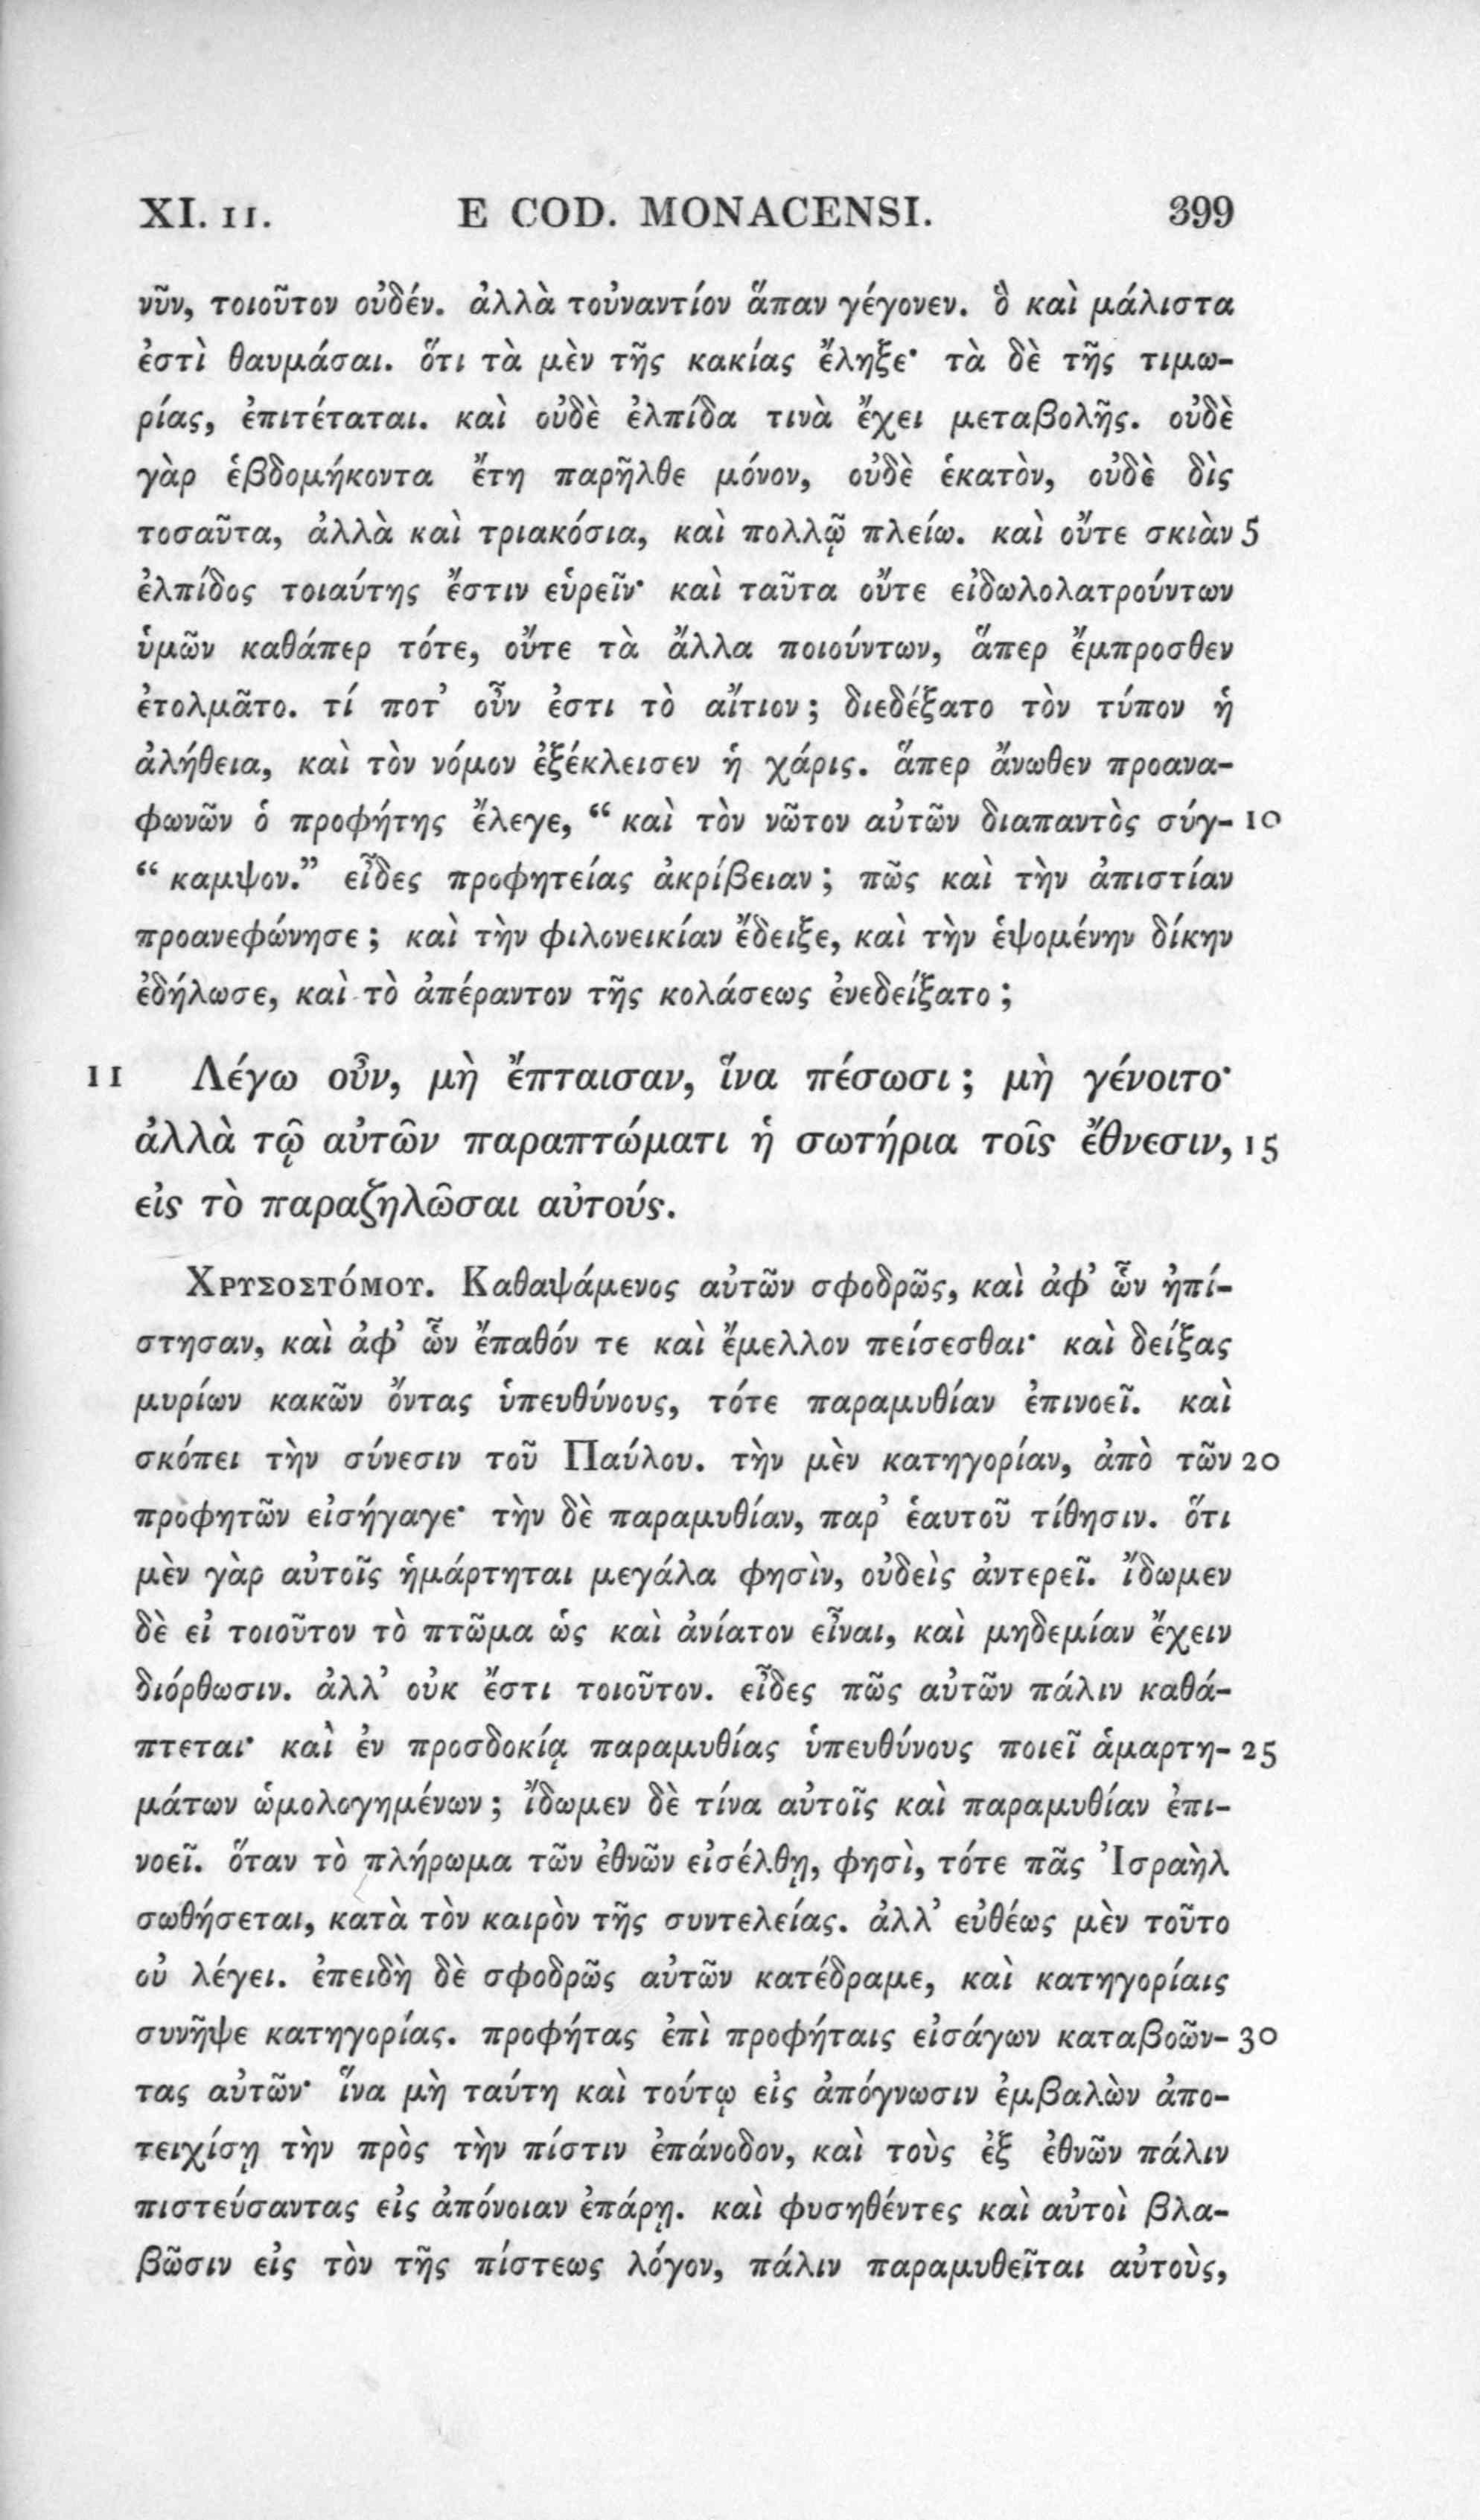 XI. 11. E COD. MONACENSI. 399
νῦν, τοιοῦτον οὐδέν. ἀλλὰ τοὐναντίον ἅπαν γέγονεν. ὃ καὶ μάλιστα
ἐστὶ θαυμάσαι. ὅτι τὰ μὲν τῆς κακίας ἔληξε· τὰ δὲ τῆς τιμω-
ρίας, ἐπιτέταται. καὶ οὐδὲ ἐλπίδα τινὰ ἔχει μεταβολῆς. οὐδὲ
γὰρ ἑβδομήκοντα ἔτη παρῆλθε μόνον, οὐδὲ ἑκατὸν, οὐδὲ δὶς
τοσαῦτα, ἀλλὰ καὶ τριακόσια, καὶ πολλῷ πλείω. καὶ οὔτε σκιὰν 5
ἐλπίδος τοιαύτης ἔστιν εὑρεῖν· καὶ ταῦτα οὔτε εἰδωλολατρούντων
ὑμῶν καθάπερ τότε, οὔτε τὰ ἄλλα ποιούντων, ἅπερ ἔμπροσθεν
ἐτολμᾶτο. τί ποτ’ οὖν ἐστι τὸ αἴτιον; διεδέξατο τὸν τύπον ἡ
ἀλήθεια, καὶ τὸν νόμον ἐξέκλεισεν ἡ χάρις. ἅπερ ἄνωθεν προανα-
φωνῶν ὁ προφήτης ἔλεγε, “ καὶ τὸν νῶτον αὐτῶν διαπαντὸς σύγ- 10
“ καμψον.” εἶδες προφητείας ἀκρίβειαν; πῶς καὶ τὴν ἀπιστίαν
προανεφώνησε; καὶ τὴν φιλονεικίαν ἔδειξε, καὶ τὴν ἑψομένην δίκην
ἐδήλωσε, καὶ τὸ ἀπέραντον τῆς κολάσεως ἐνεδείξατο;
11 Λέγω οὖν, μὴ ἔπταισαν, ἵνα πέσωσι; μὴ γένοιτο·
ἀλλὰ τῷ αὐτῶν παραπτώματι ἡ σωτήρια τοῖς ἔθνεσιν, 15
εἰς τὸ παραζηλῶσαι αὐτούς.
Χρυσοστόμου. Καθαψάμενος αὐτῶν σφοδρῶς, καὶ ἀφ’ ὧν ἠπί-
στησαν, καὶ ἀφ’ ὧν ἔπαθόν τε καὶ ἔμελλον πείσεσθαι· καὶ δείξας
μυρίων κακῶν ὄντας ὑπευθύνους, τότε παραμυθίαν ἐπινοεῖ. καὶ
σκόπει τὴν σύνεσιν τοῦ Παύλου. τὴν μὲν κατηγορίαν, ἀπὸ τῶν 20
προφητῶν εἰσήγαγε· τὴν δὲ παραμυθίαν, παρ’ ἑαυτοῦ τίθησιν. ὅτι
μὲν γὰρ αὐτοῖς ἡμάρτηται μεγάλα φησὶν, οὐδεὶς ἀντερεῖ. ἴδωμεν
δὲ εἰ τοιοῦτον τὸ πτῶμα ὡς καὶ ἀνίατον εἶναι, καὶ μηδεμίαν ἔχειν
διόρθωσιν. ἀλλ’ οὐκ ἔστι τοιοῦτον. εἶδες πῶς αὐτῶν πάλιν καθά-
πτεται· καὶ ἐν προσδοκίᾳ παραμυθίας ὑπευθύνους ποιεῖ ἁμαρτη- 25
μάτων ὡμολογημένων; ἴδωμεν δὲ τίνα αὐτοῖς καὶ παραμυθίαν ἐπι-
νοεῖ. ὅταν τὸ πλήρωμα τῶν ἐθνῶν εἰσέλθῃ, φησὶ, τότε πᾶς Ἰσραὴλ
σωθήσεται, κατὰ τὸν καιρὸν τῆς συντελείας. ἀλλ’ εὐθέως μὲν τοῦτο
οὐ λέγει. ἐπειδὴ δὲ σφοδρῶς αὐτῶν κατέδραμε, καὶ κατηγορίαις
συνῆψε κατηγορίας. προφήτας ἐπὶ προφήταις εἰσάγων καταβοῶν- 30
τας αὐτῶν· ἵνα μὴ ταύτη καὶ τούτῳ εἰς ἀπόγνωσιν ἐμβαλὼν ἀπο-
τειχίσῃ τὴν πρὸς τὴν πίστιν ἐπάνοδον, καὶ τοὺς ἐξ ἐθνῶν πάλιν
πιστεύσαντας εἰς ἀπόνοιαν ἐπάρῃ. καὶ φυσηθέντες καὶ αὐτοὶ βλα-
βῶσιν εἰς τὸν τῆς πίστεως λόγον, πάλιν παραμυθεῖται αὐτοὺς,